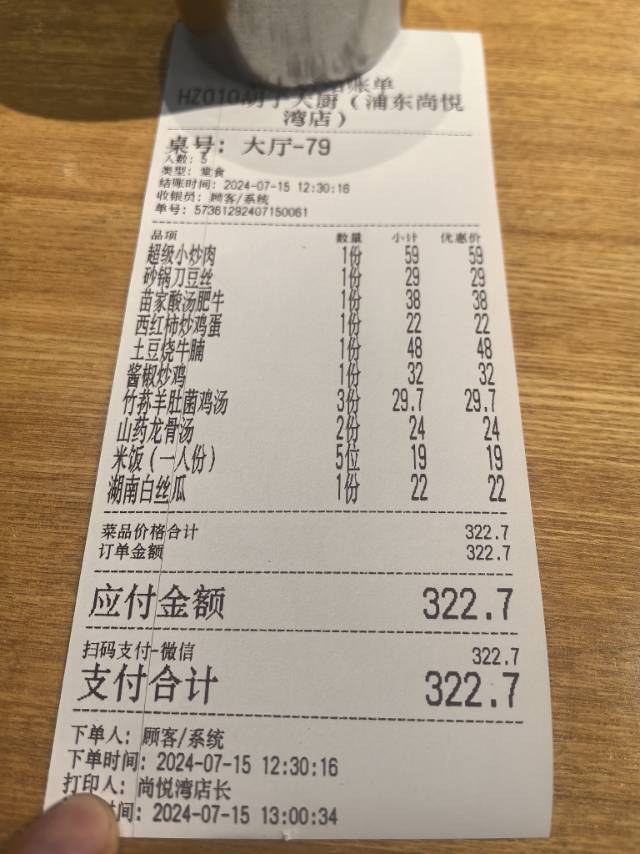 账单
HZ010胡子大厨（浦东尚悦
湾店）
桌号：大厅-79
人数：5
类型：堂食
结账时间：2024-07-15 12:30:16
收银员：顾客/系统
单号：57361292407150061
品项 数量 小计 优惠价
超级小炒肉 1份 59 59
砂锅刀豆丝 1份 29 29
苗家酸汤肥牛 1份 38 38
西红柿炒鸡蛋 1份 22 22
土豆烧牛腩 1份 48 48
酱椒炒鸡 1份 32 32
竹荪羊肚菌鸡汤 3份 29.7 29.7
山药龙骨汤 2份 24 24
米饭（一人份） 5位 19 19
湖南白丝瓜 1份 22 22
菜品价格合计 322.7
订单金额 322.7
应付金额 322.7
扫码支付-微信 322.7
支付合计 322.7
下单人：顾客/系统
下单时间：2024-07-15 12:30:16
打印人：尚悦湾店长
间：2024-07-15 13:00:34